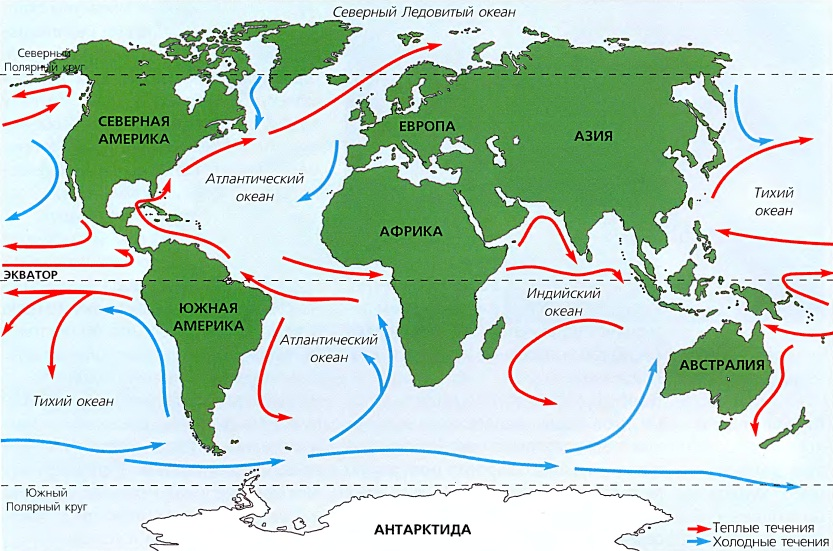 Северный Ледовитый океан
Северный
Полярный круг
СЕВЕРНАЯ
АМЕРИКА
ЕВРОПА
АЗИЯ
Атлантический
океан
Тихий
океан
АФРИКА
ЭКВАТОР
Индийский
океан
ЮЖНАЯ
АМЕРИКА
Атлантический
океан
АВСТРАЛИЯ
Тихий океан
Южный
Полярный круг
АНТАРКТИДА
Теплые течения
Холодные течения